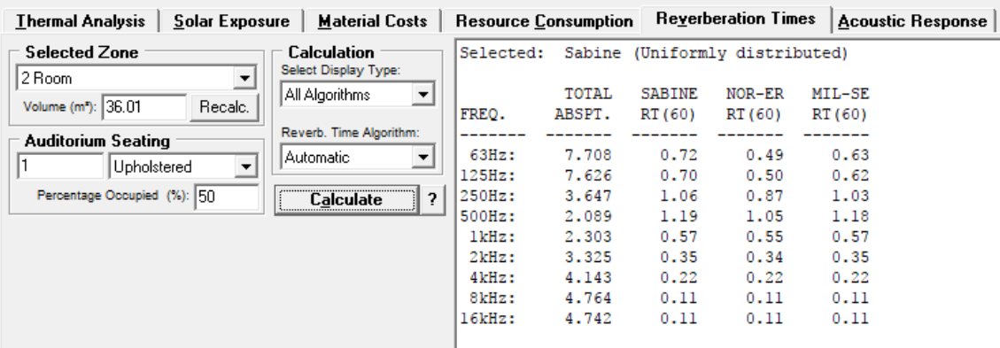 Thermal Analysis Solar Exposure Material Costs Resource Consumption Reverberation Times Acoustic Response
Selected Zone
2 Room
Volume (m³): 36.01 Recalc.
Auditorium Seating
1 Upholstered
Percentage Occupied (%): 50
Calculation
Select Display Type:
All Algorithms
Reverb. Time Algorithm:
Automatic
Calculate ?
Selected: Sabine (Uniformly distributed)
TOTAL SABINE NOR-ER MIL-SE
FREQ. ABSPT. RT(60) RT(60) RT(60)
------- ------- ------- ------- -------
63Hz: 7.708 0.72 0.49 0.63
125Hz: 7.626 0.70 0.50 0.62
250Hz: 3.647 1.06 0.87 1.03
500Hz: 2.089 1.19 1.05 1.18
1kHz: 2.303 0.57 0.55 0.57
2kHz: 3.325 0.35 0.34 0.35
4kHz: 4.143 0.22 0.22 0.22
8kHz: 4.764 0.11 0.11 0.11
16kHz: 4.742 0.11 0.11 0.11